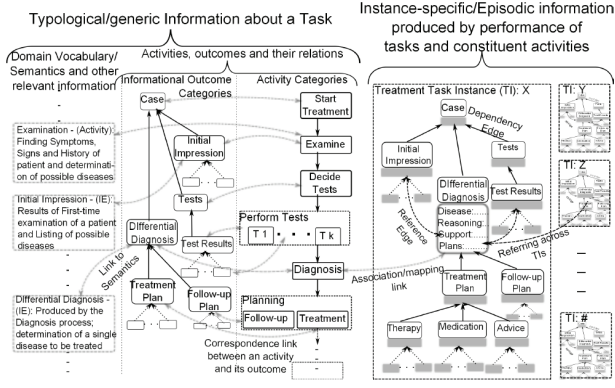 Typological/generic Information about a Task
Instance-specific/Episodic information
produced by performance of
tasks and constituent activities
Domain Vocabulary/
Semantics and other
relevant information
Activities, outcomes and their relations
Informational Outcome
Categories
Activity Categories
Case
Start
Treatment
Initial
Impression
Examine
Decide
Tests
Tests
Perform Tests
T 1
T k
DIfferential
Diagnosis
Test Results
Diagnosis
Link to
Semantics
Treatment
Plan
Follow-up
Plan
Planning
Follow-up
Treatment
Correspondence link
between an activity
and its outcome
Examination - (Activity):
Finding Symptoms,
Signs and History of
patient and determinati-
on of possible diseases
Initial Impression - (IE):
Results of First-time
examination of a patient
and Listing of possible
diseases
Differential Diagnosis -
(IE): Produced by the
Diagnosis process;
determination of a single
disease to be treated
Treatment Task Instance (TI): X
Case
Dependency
Edge
Initial
Impression
Tests
DIfferential
Diagnosis
Test Results
Disease:
Reasoning:
Support:
Plans:
Reference
Edge
Referring across
TIs
Association/mapping
link
Treatment
Plan
Follow-up
Plan
Therapy
Medication
Advice
TI: Y
TI: Z
TI: #